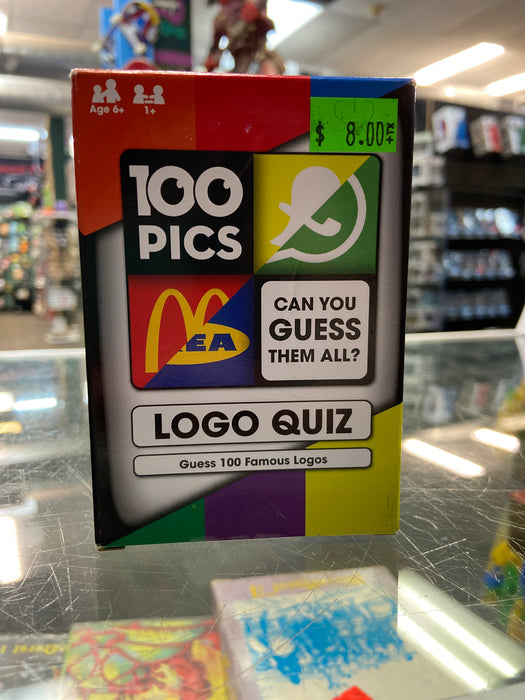 Age 6+
1+
$ 8.00 +TX
100
PICS
EA
CAN YOU
GUESS
THEM ALL?
LOGO QUIZ
Guess 100 Famous Logos